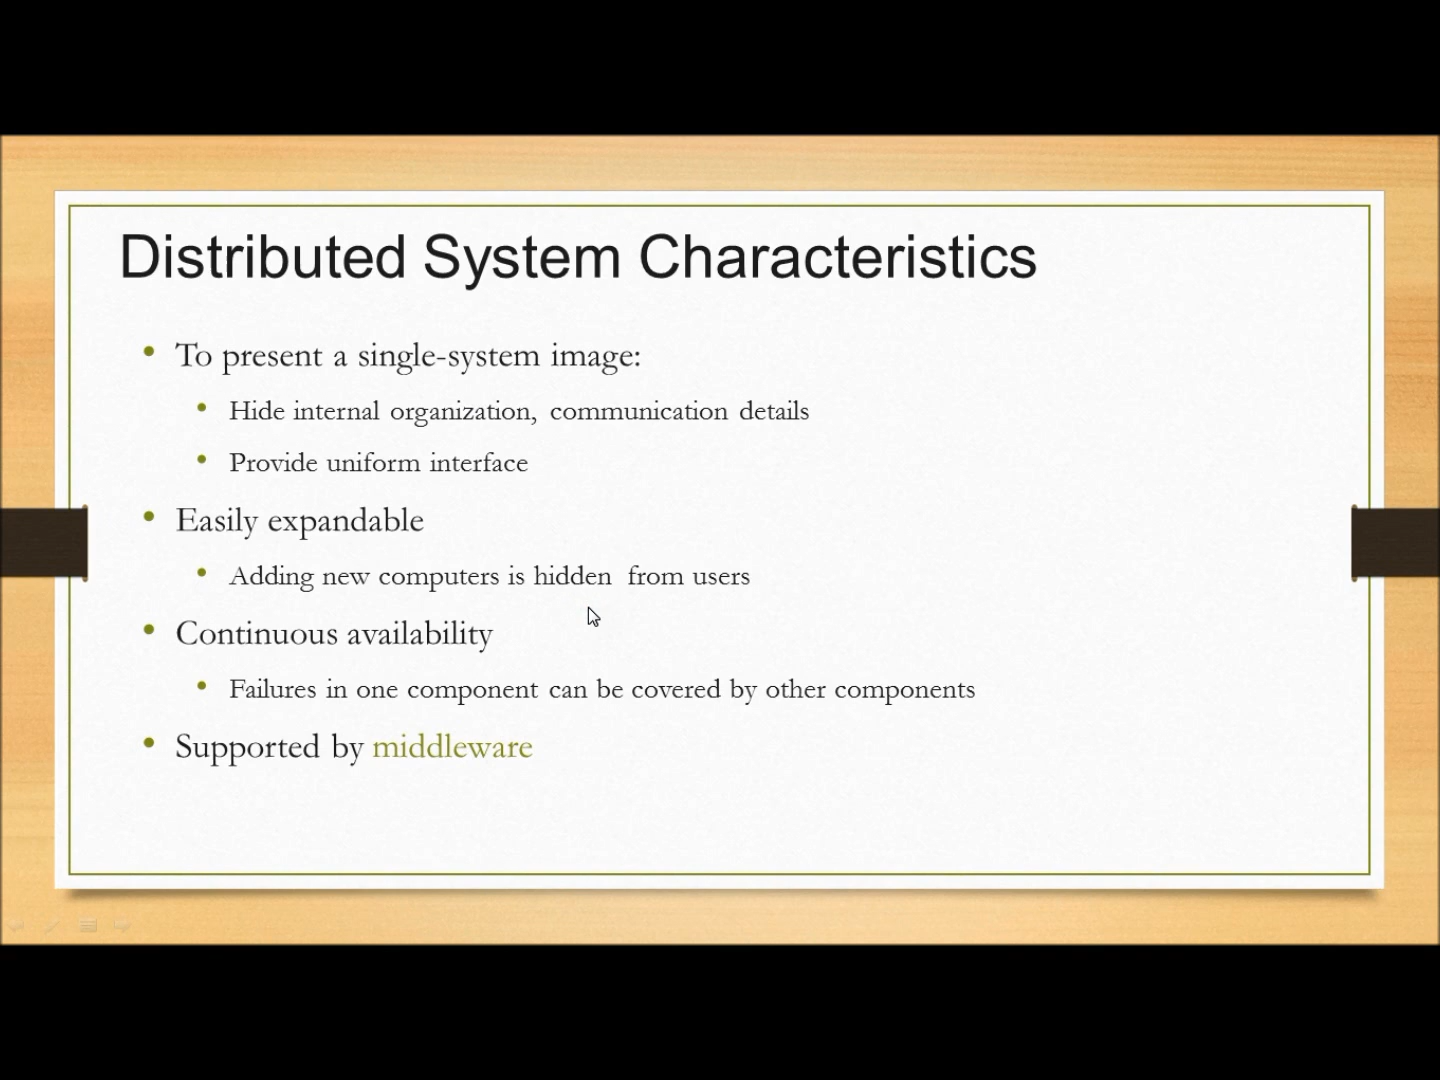 Distributed System Characteristics
• To present a single-system image:
• Hide internal organization, communication details
• Provide uniform interface
• Easily expandable
• Adding new computers is hidden from users
• Continuous availability
• Failures in one component can be covered by other components
• Supported by middleware